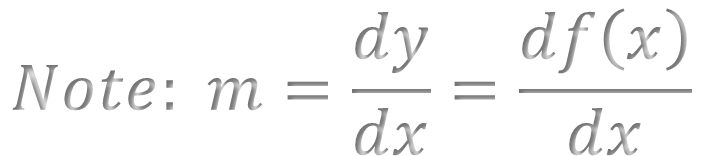 Note: m = dy/dx = df(x)/dx